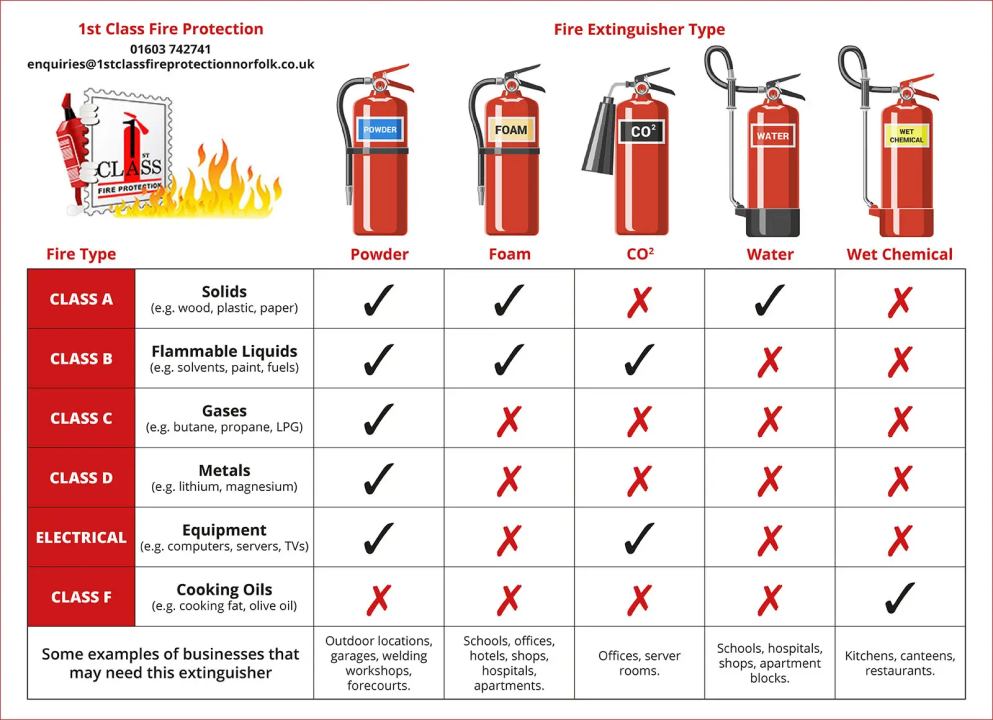 1st Class Fire Protection
01603 742741
enquiries@1stclassfireprotectionnorfolk.co.uk
1ST
CLASS
FIRE PROTECTION
Fire Extinguisher Type
POWDER
FOAM
CO²
WATER
WET
CHEMICAL
Fire Type
Powder
Foam
CO²
Water
Wet Chemical
CLASS A
Solids
(e.g. wood, plastic, paper)
✓ ✓ ✗ ✓ ✗
CLASS B
Flammable Liquids
(e.g. solvents, paint, fuels)
✓ ✓ ✓ ✗ ✗
CLASS C
Gases
(e.g. butane, propane, LPG)
✓ ✗ ✗ ✗ ✗
CLASS D
Metals
(e.g. lithium, magnesium)
✓ ✗ ✗ ✗ ✗
ELECTRICAL
Equipment
(e.g. computers, servers, TVs)
✓ ✗ ✓ ✗ ✗
CLASS F
Cooking Oils
(e.g. cooking fat, olive oil)
✗ ✗ ✗ ✗ ✓
Some examples of businesses that
may need this extinguisher
Outdoor locations,
garages, welding
workshops,
forecourts.
Schools, offices,
hotels, shops,
hospitals,
apartments.
Offices, server
rooms.
Schools, hospitals,
shops, apartment
blocks.
Kitchens, canteens,
restaurants.